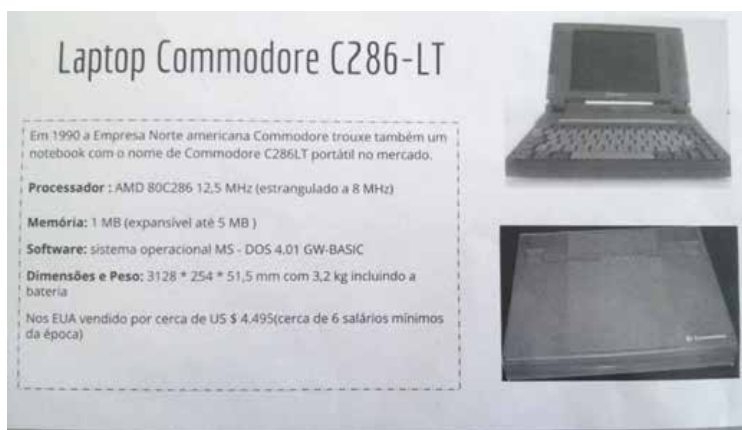 Laptop Commodore C286-LT
Em 1990 a Empresa Norte americana Commodore trouxe também um
notebook com o nome de Commodore C286LT portátil no mercado.
Processador : AMD 80C286 12,5 MHz (estrangulado a 8 MHz)
Memória: 1 MB (expansível até 5 MB )
Software: sistema operacional MS - DOS 4.01 GW-BASIC
Dimensões e Peso: 3128 * 254 * 51,5 mm com 3,2 kg incluindo a
bateria
Nos EUA vendido por cerca de US $ 4.495(cerca de 6 salários mínimos
da época)